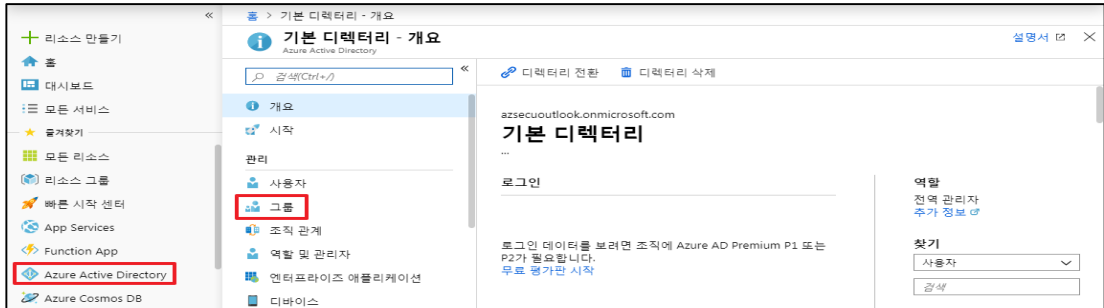 «
+ 리소스 만들기
홈
대시보드
모든 서비스
즐겨찾기
모든 리소스
리소스 그룹
빠른 시작 센터
App Services
Function App
Azure Active Directory
Azure Cosmos DB
홈 > 기본 디렉터리 - 개요
기본 디렉터리 - 개요
Azure Active Directory
설명서
검색(Ctrl+/)
«
개요
시작
관리
사용자
그룹
조직 관계
역할 및 관리자
엔터프라이즈 애플리케이션
디바이스
디렉터리 전환 디렉터리 삭제
azsecuoutlook.onmicrosoft.com
기본 디렉터리
...
로그인
로그인 데이터를 보려면 조직에 Azure AD Premium P1 또는
P2가 필요합니다.
무료 평가판 시작
역할
전역 관리자
추가 정보
찾기
사용자
검색